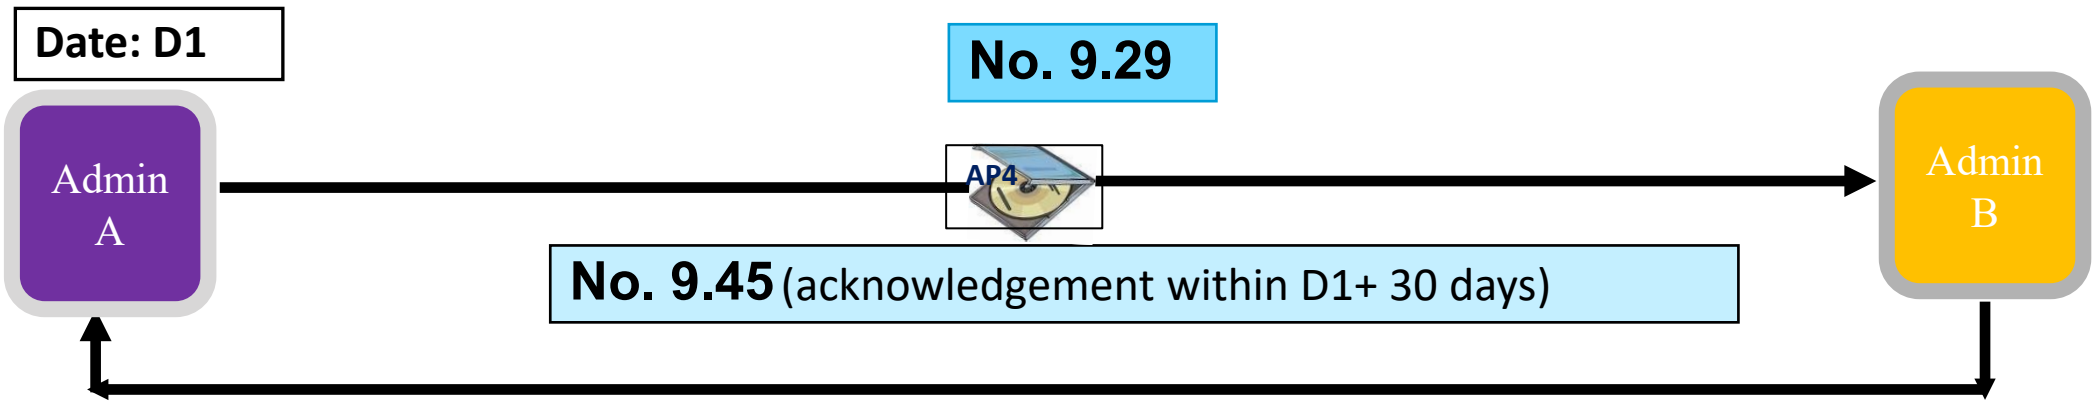 Date: D1
No. 9.29
Admin
A
AP4
Admin
B
No. 9.45 (acknowledgement within D1+ 30 days)